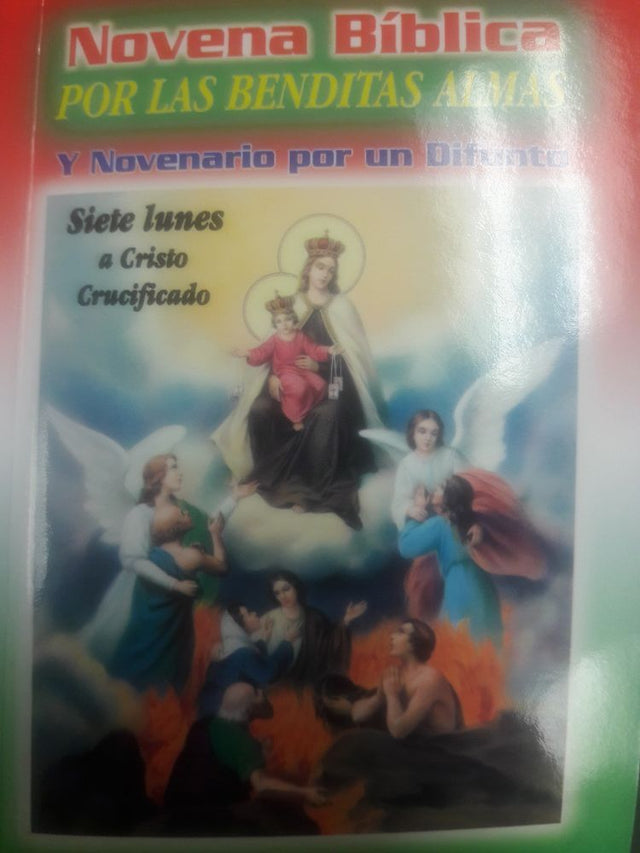 Novena Bíblica
POR LAS BENDITAS ALMAS
Y Novenario por un Difunto
Siete lunes
a Cristo
Crucificado